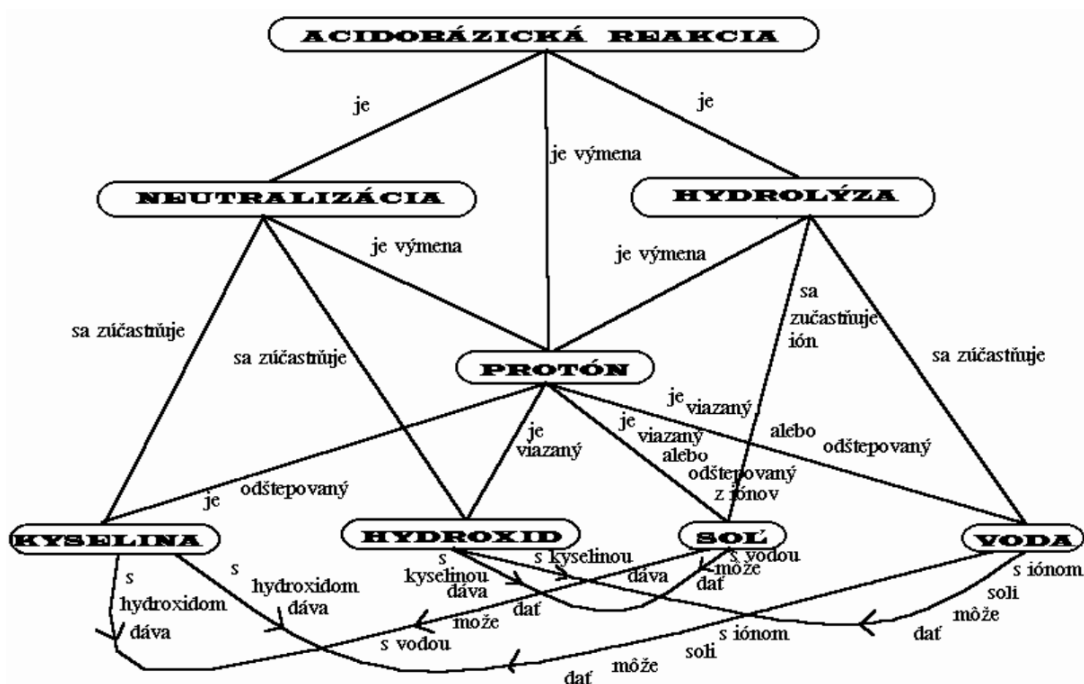 ACIDOBÁZICKÁ REAKCIA
je
je
je výmena
NEUTRALIZÁCIA
HYDROLÝZA
je výmena
je výmena
sa zúčastňuje
sa zúčastňuje
sa
zučastňuje
ión
sa zúčastňuje
PROTÓN
je
odštepovaný
je
viazaný
je
viazaný
alebo
odštepovaný
z iónov
je
viazaný
alebo
odštepovaný
KYSELINA
HYDROXID
SOĽ
VODA
s
hydroxidom
dáva
s
hydroxidom
dáva
s
kyselinou
dáva
s kyselinou
dáva
s vodou
môže
dať
s iónom
soli
môže
dať
dať
može
s vodou
s iónom
soli
môže
dať